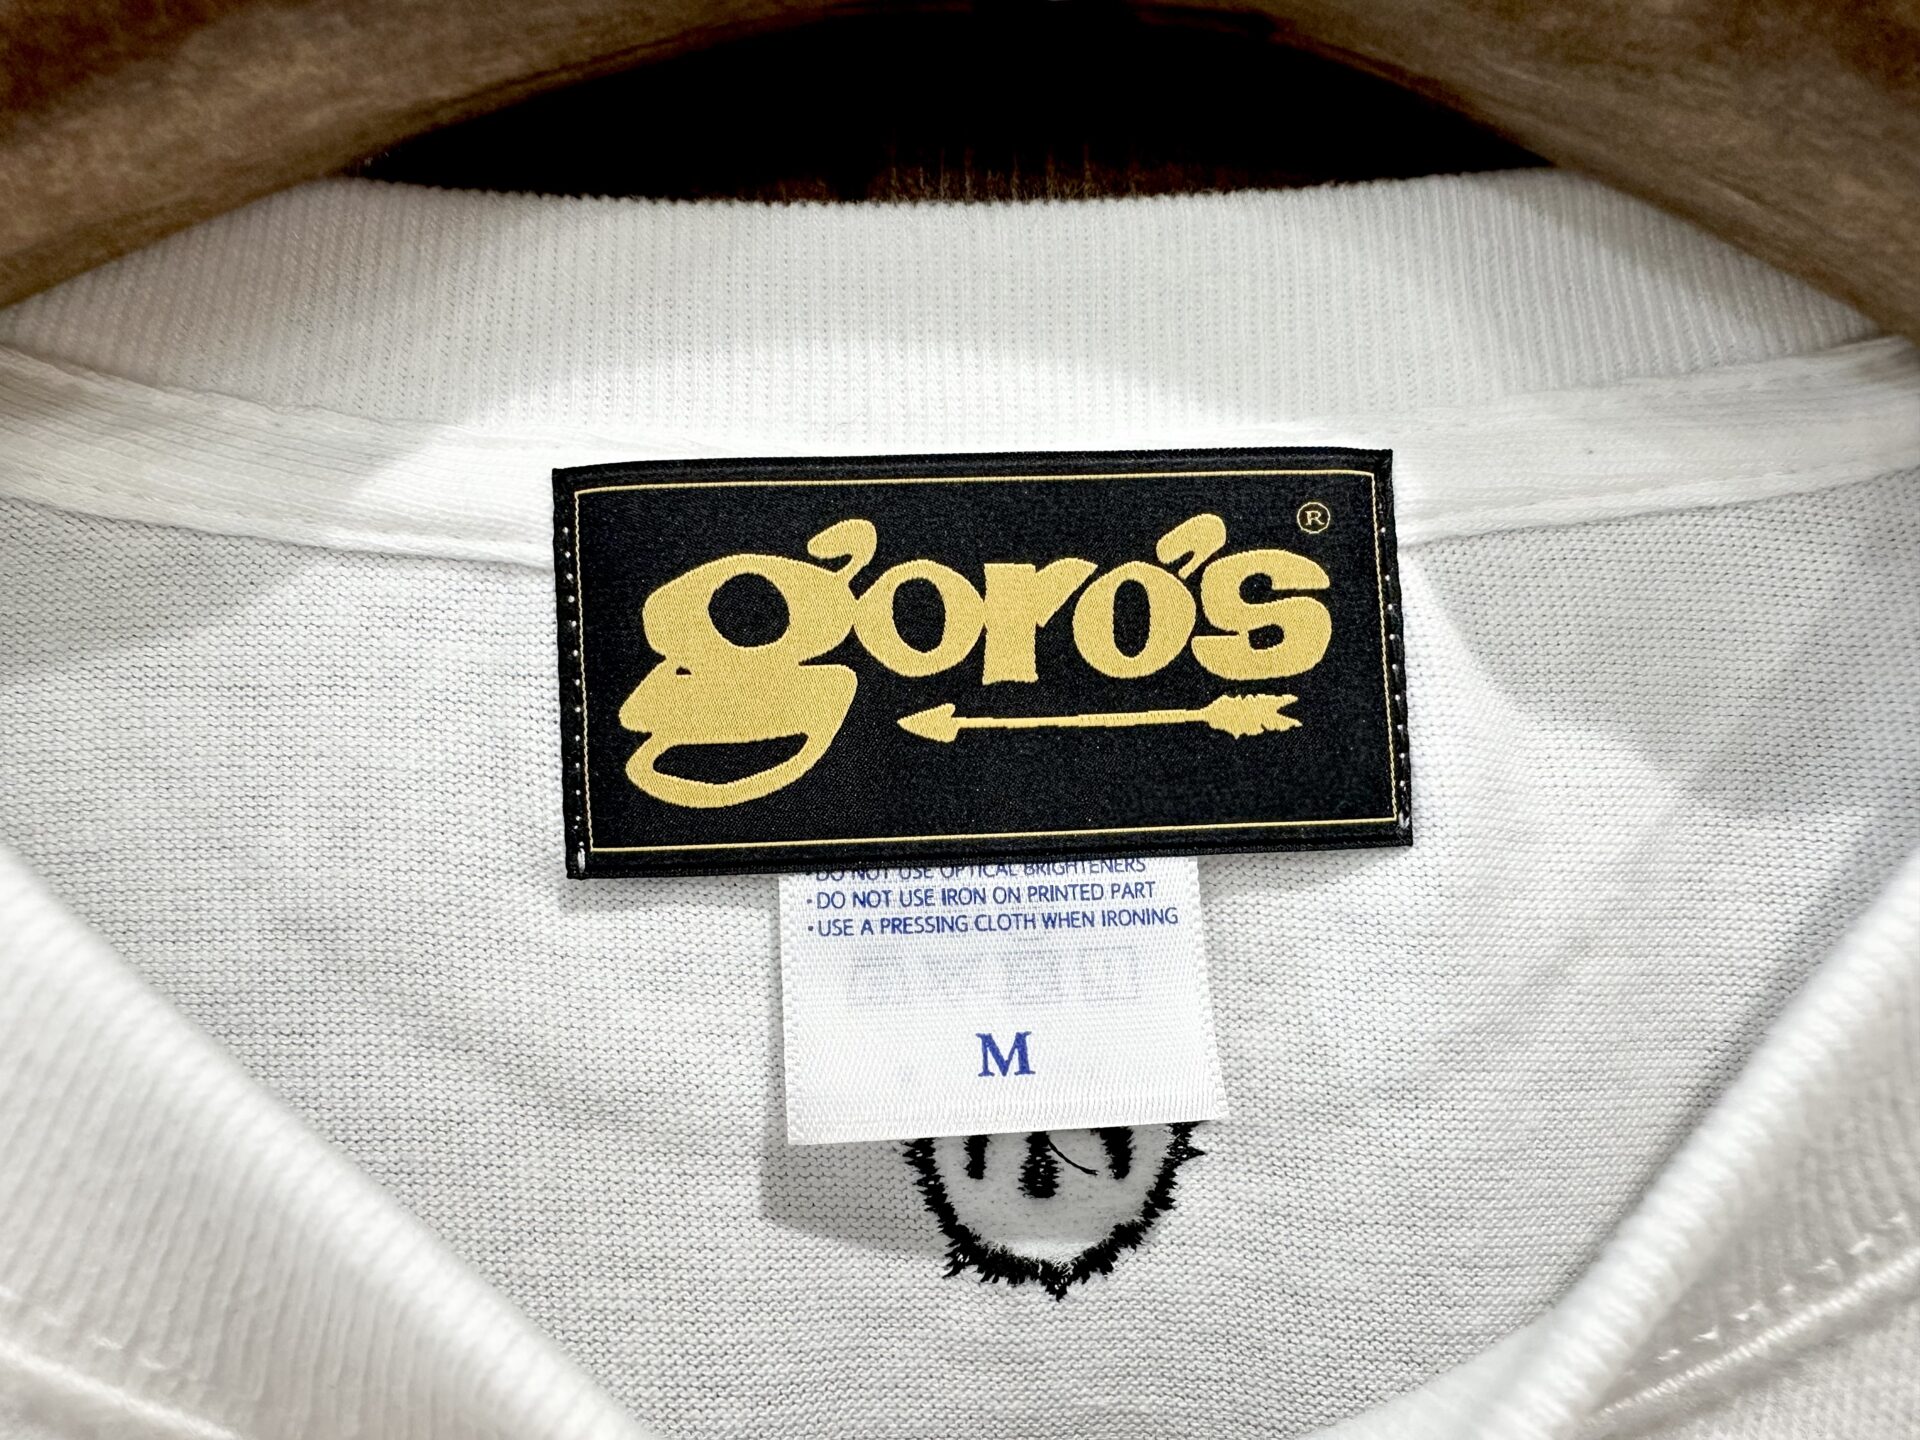 goro's ®
・DO NOT USE OPTICAL BRIGHTENERS
・DO NOT USE IRON ON PRINTED PART
・USE A PRESSING CLOTH WHEN IRONING
M